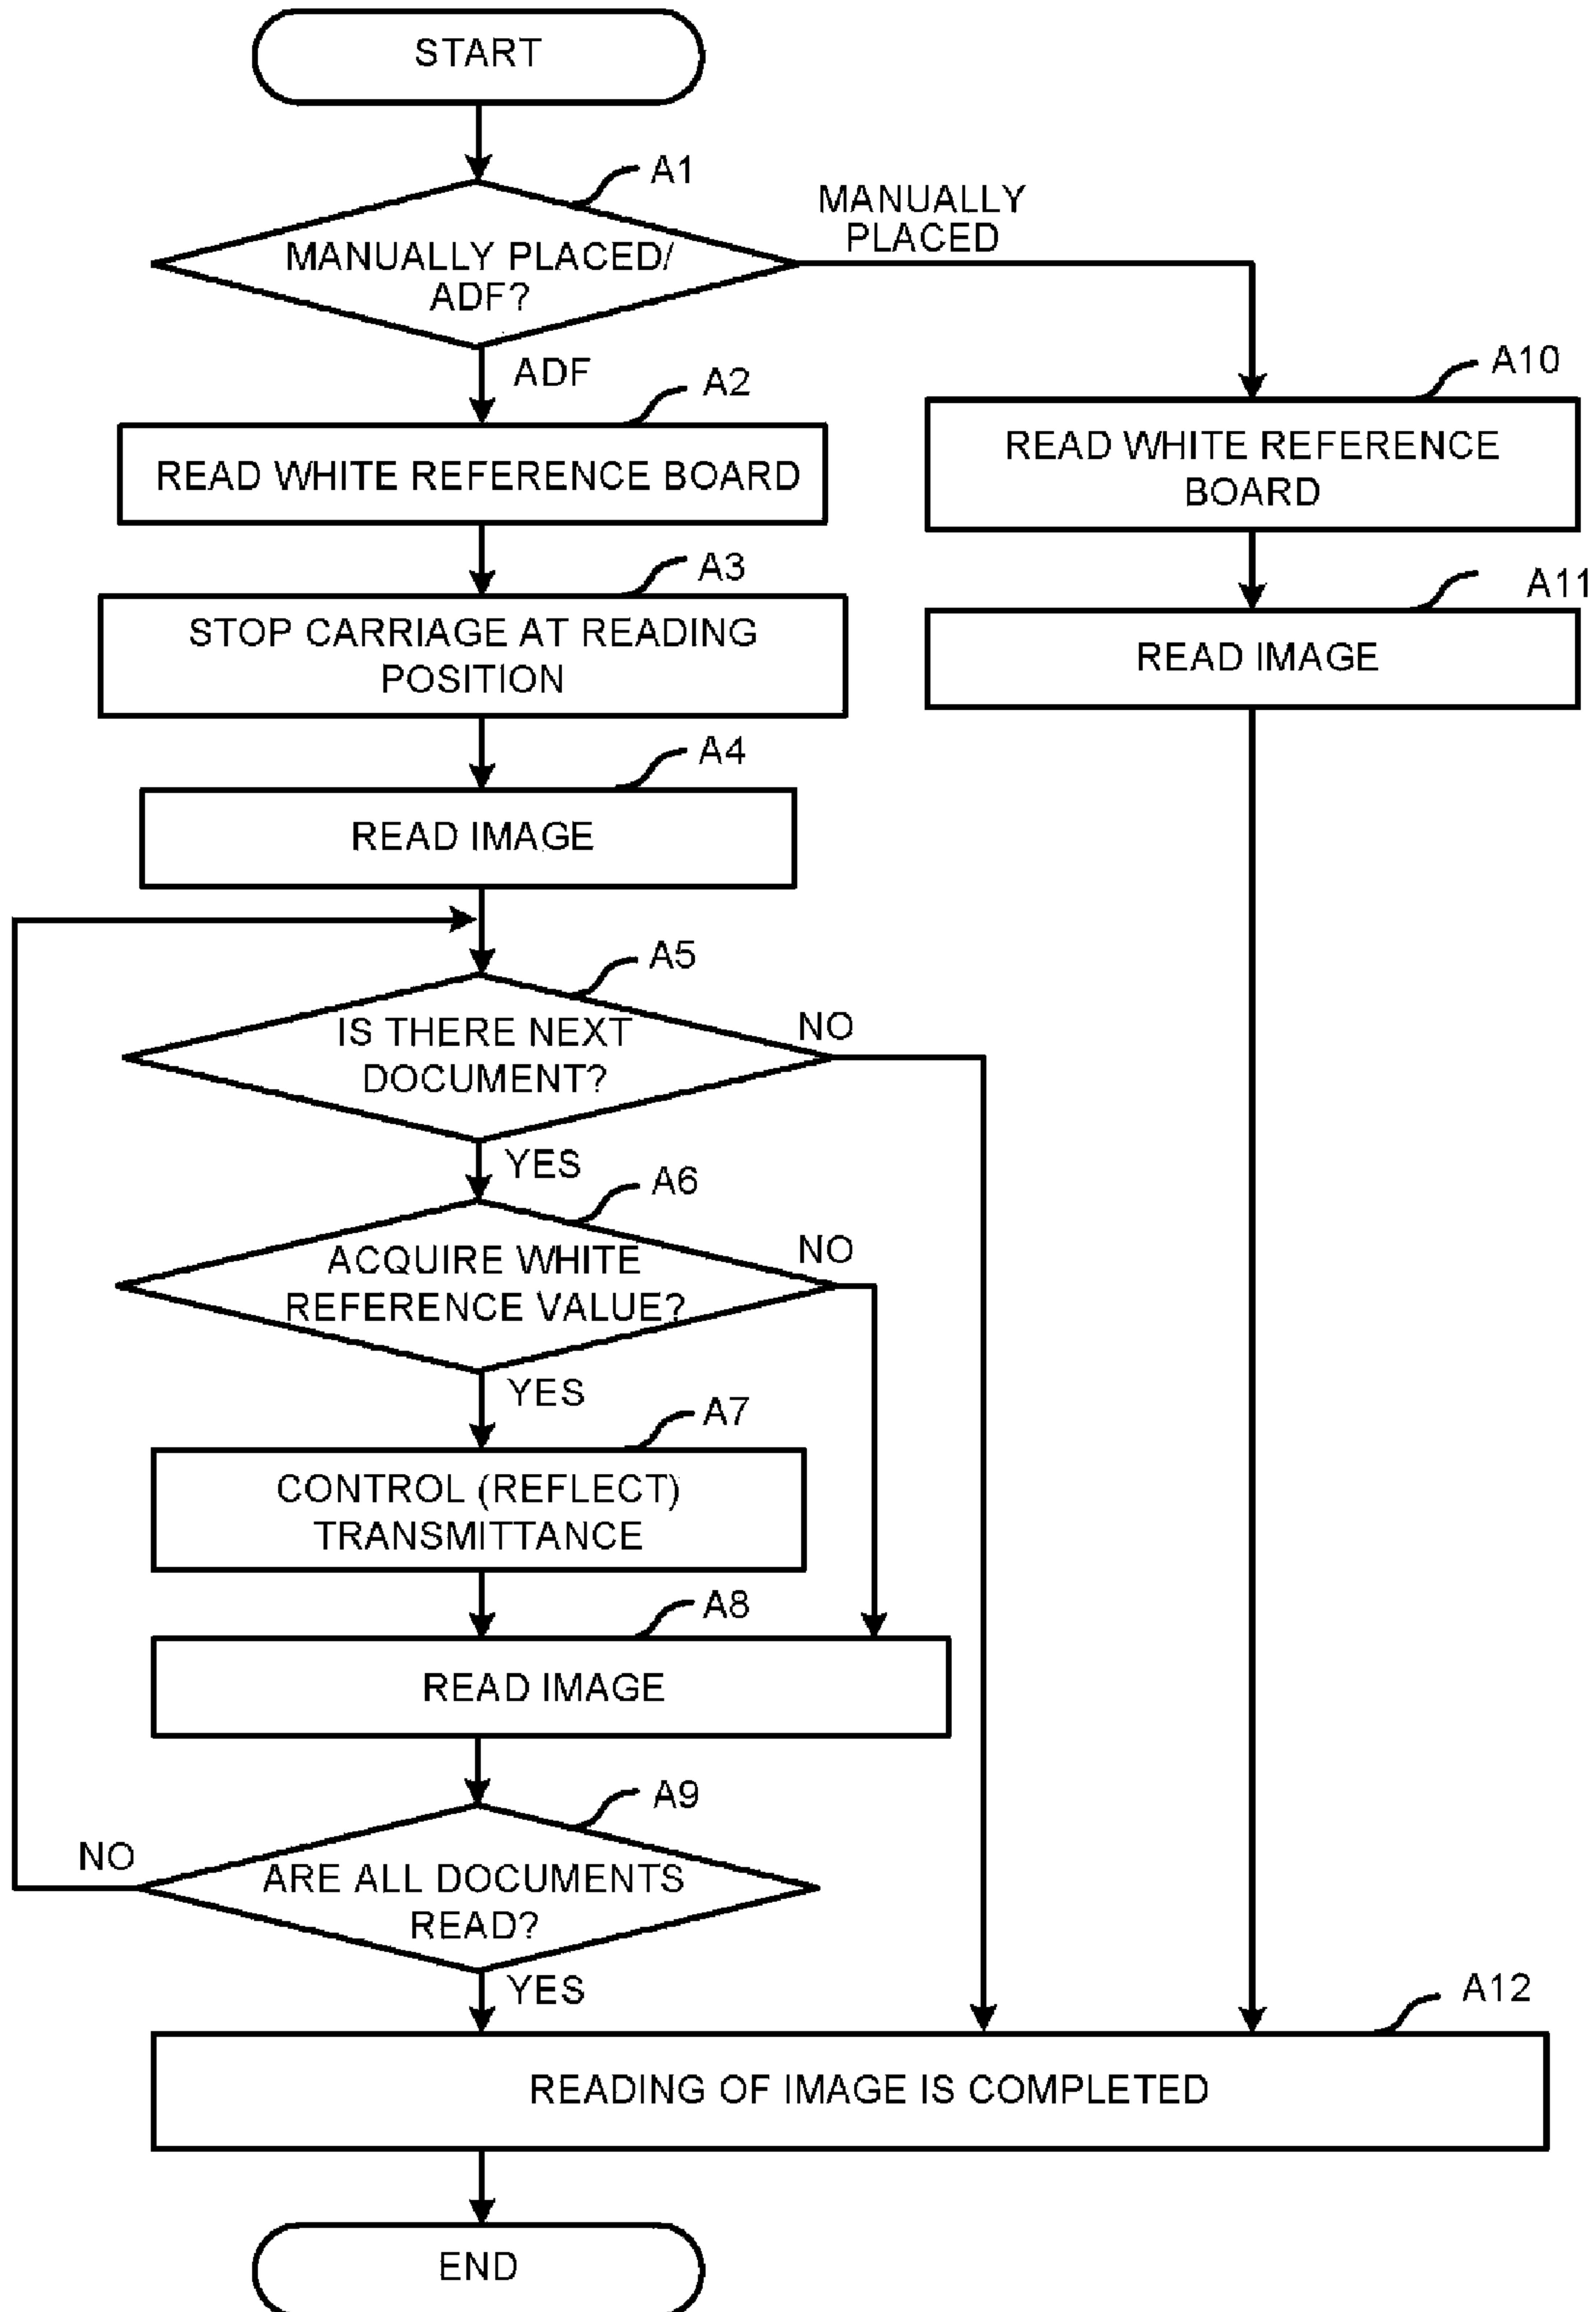 START
A1
MANUALLY
PLACED
MANUALLY PLACED/
ADF?
ADF
A2
READ WHITE REFERENCE BOARD
A10
READ WHITE REFERENCE
BOARD
A3
STOP CARRIAGE AT READING
POSITION
A11
READ IMAGE
A4
READ IMAGE
A5
IS THERE NEXT
DOCUMENT?
NO
YES
A6
ACQUIRE WHITE
REFERENCE VALUE?
NO
YES
A7
CONTROL (REFLECT)
TRANSMITTANCE
A8
READ IMAGE
A9
ARE ALL DOCUMENTS
READ?
NO
YES
A12
READING OF IMAGE IS COMPLETED
END